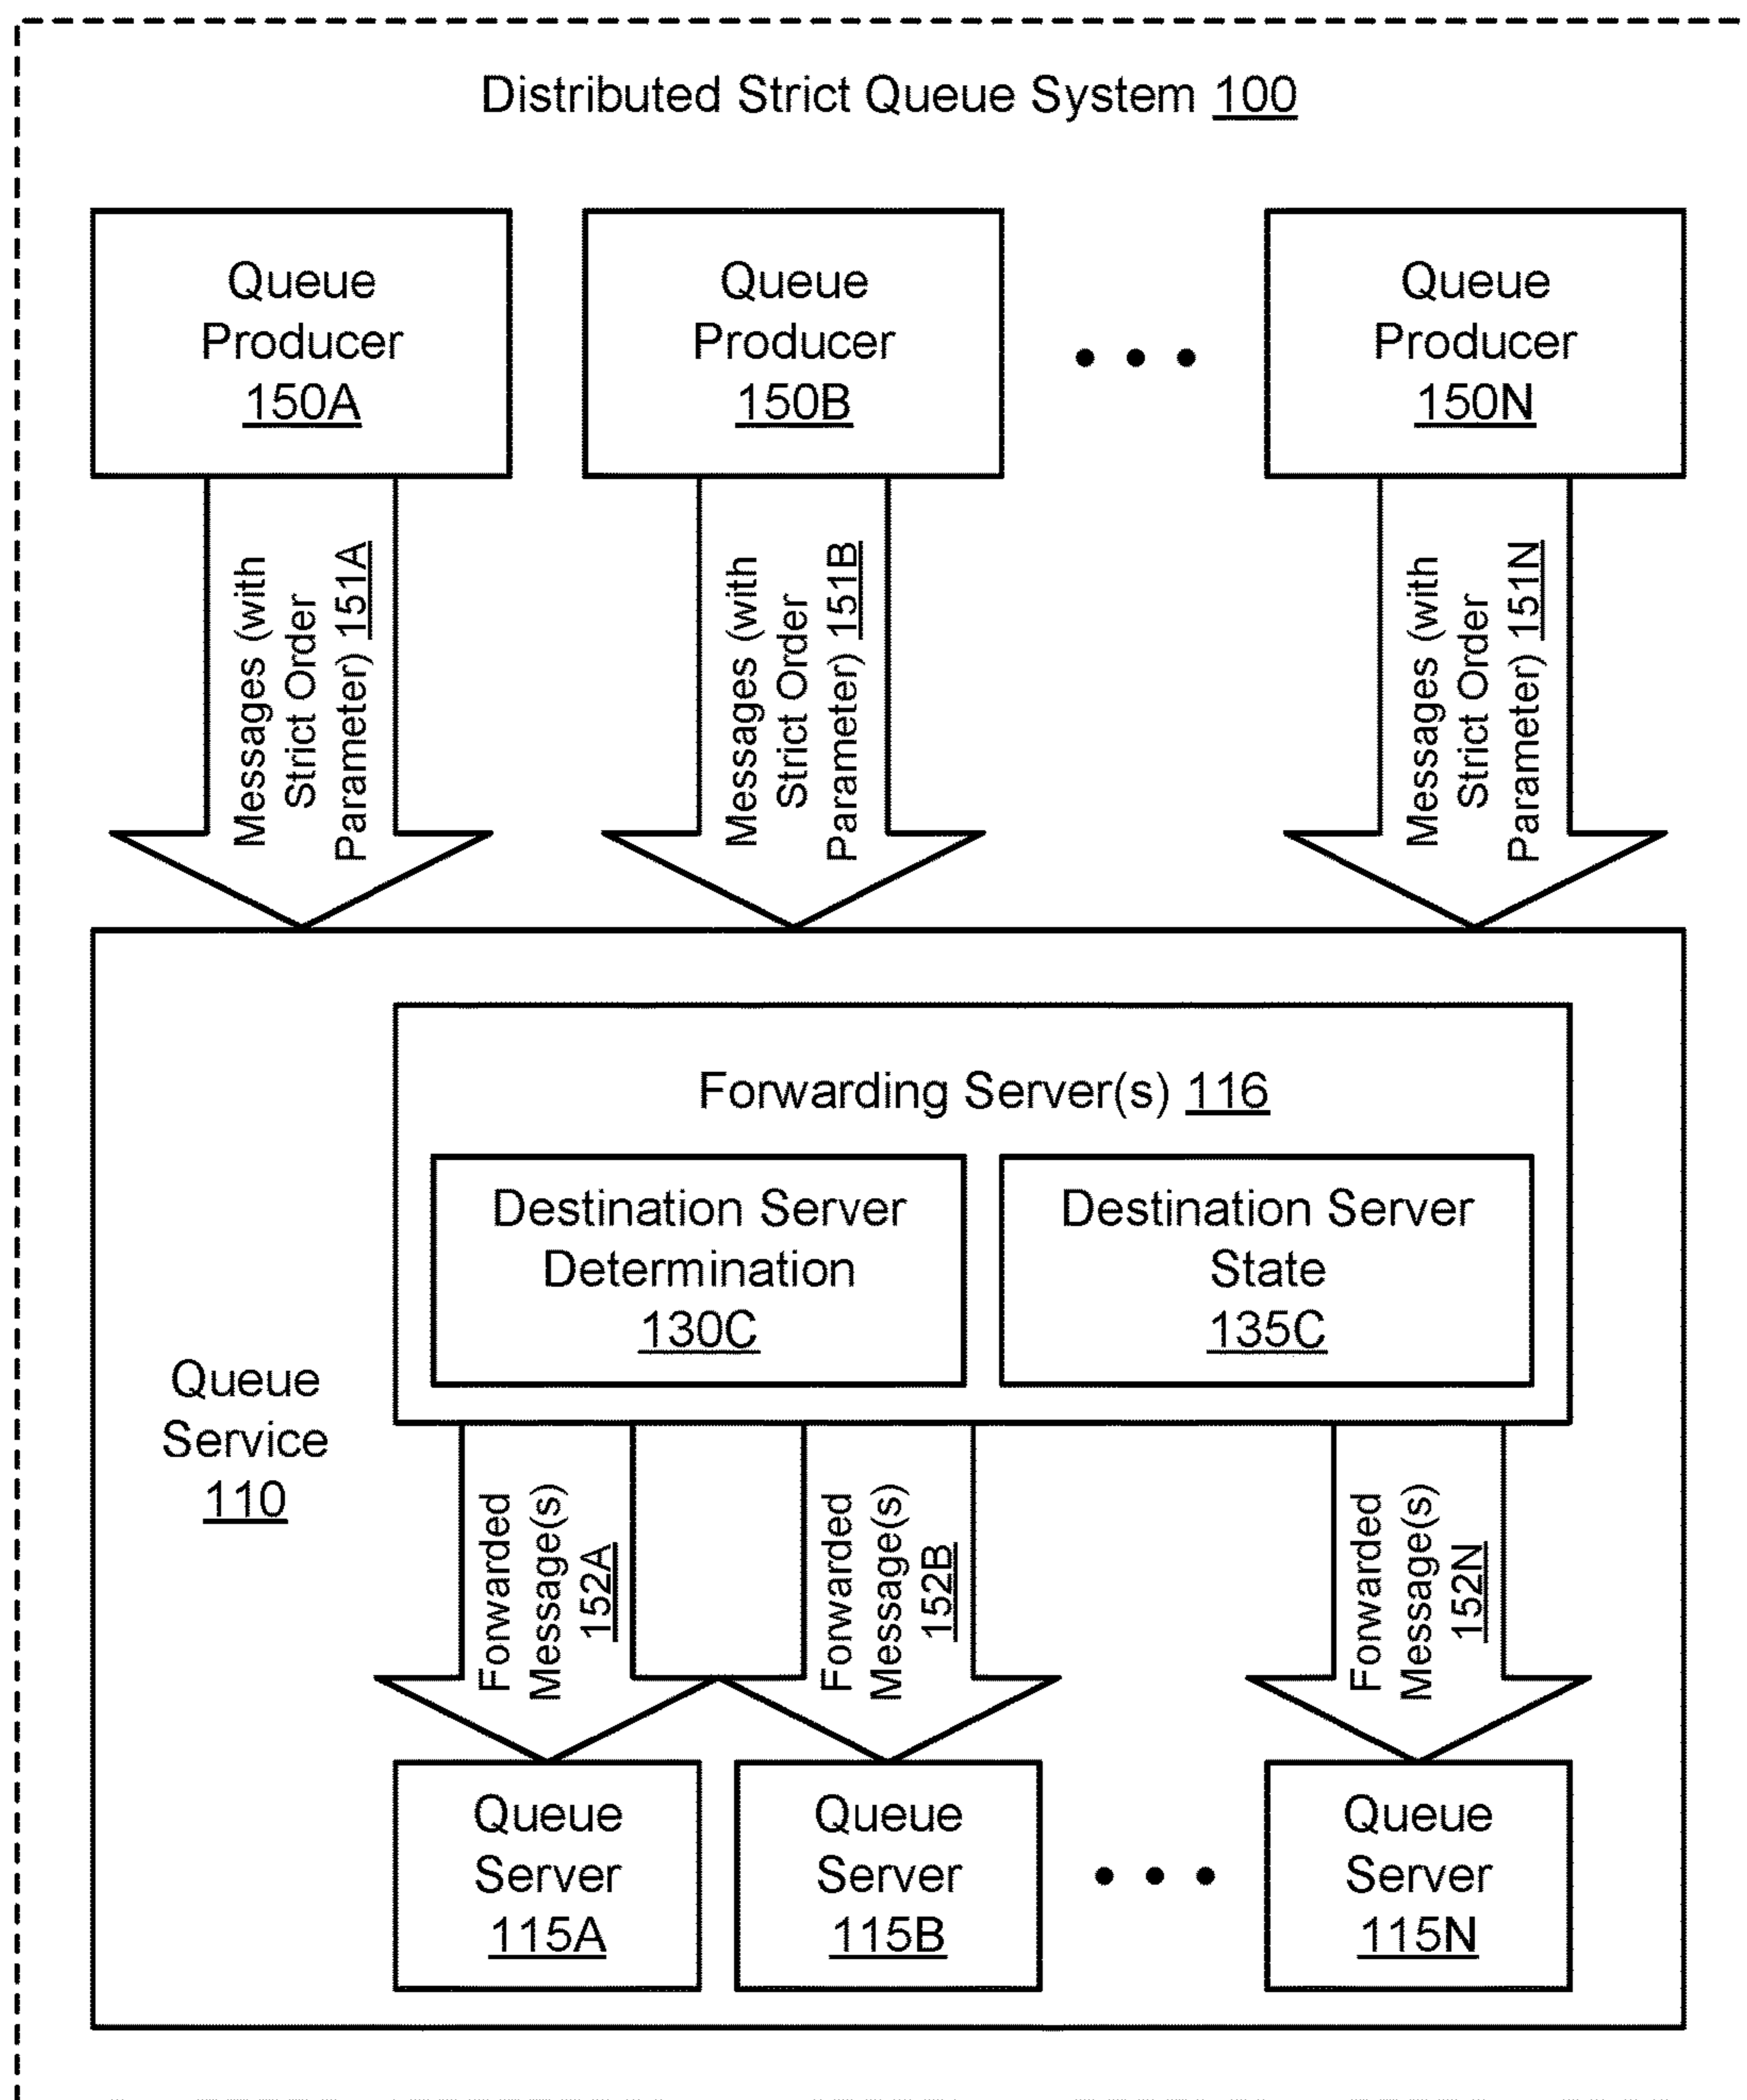 Distributed Strict Queue System 100
Queue
Producer
150A
Queue
Producer
150B
Queue
Producer
150N
Messages (with
Strict Order
Parameter) 151A
Messages (with
Strict Order
Parameter) 151B
Messages (with
Strict Order
Parameter) 151N
Queue
Service
110
Forwarding Server(s) 116
Destination Server
Determination
130C
Destination Server
State
135C
Forwarded
Message(s)
152A
Forwarded
Message(s)
152B
Forwarded
Message(s)
152N
Queue
Server
115A
Queue
Server
115B
Queue
Server
115N